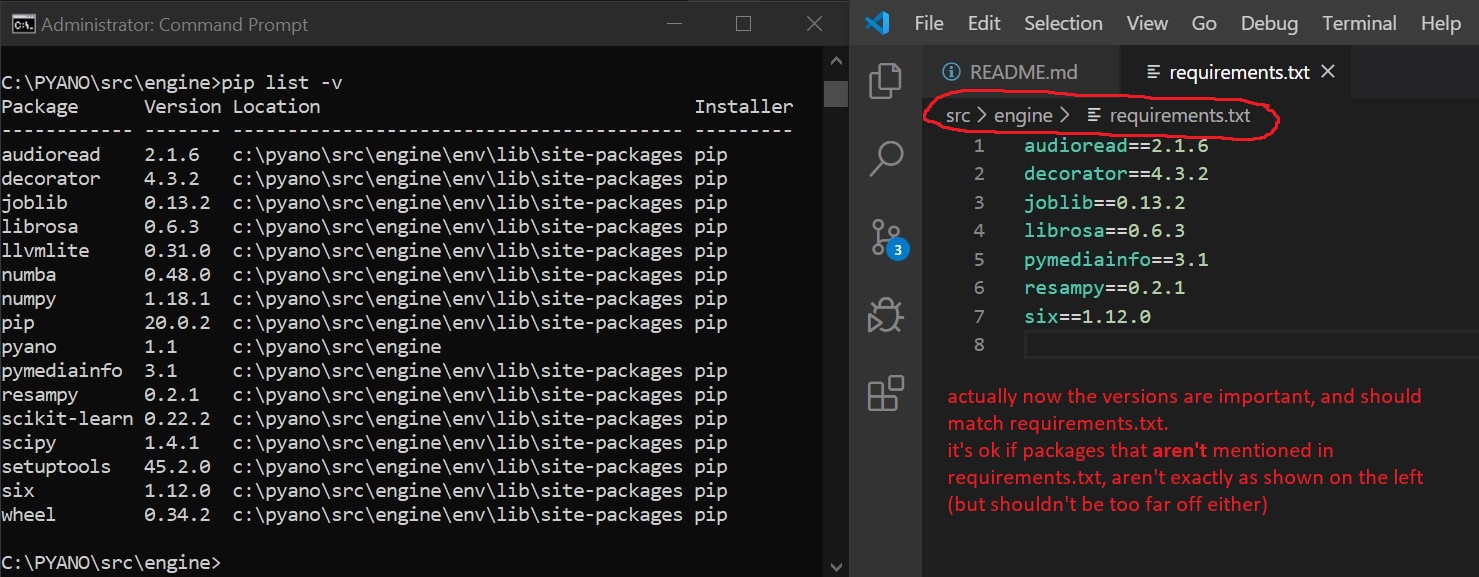 Administrator: Command Prompt
C:\PYANO\src\engine>pip list -v
Package Version Location Installer
------------ ------- ------------------------------------- ---------
audioread 2.1.6 c:\pyano\src\engine\env\lib\site-packages pip
decorator 4.3.2 c:\pyano\src\engine\env\lib\site-packages pip
joblib 0.13.2 c:\pyano\src\engine\env\lib\site-packages pip
librosa 0.6.3 c:\pyano\src\engine\env\lib\site-packages pip
llvmlite 0.31.0 c:\pyano\src\engine\env\lib\site-packages pip
numba 0.48.0 c:\pyano\src\engine\env\lib\site-packages pip
numpy 1.18.1 c:\pyano\src\engine\env\lib\site-packages pip
pip 20.0.2 c:\pyano\src\engine\env\lib\site-packages pip
pyano 1.1 c:\pyano\src\engine
pymediainfo 3.1 c:\pyano\src\engine\env\lib\site-packages pip
resampy 0.2.1 c:\pyano\src\engine\env\lib\site-packages pip
scikit-learn 0.22.2 c:\pyano\src\engine\env\lib\site-packages pip
scipy 1.4.1 c:\pyano\src\engine\env\lib\site-packages pip
setuptools 45.2.0 c:\pyano\src\engine\env\lib\site-packages pip
six 1.12.0 c:\pyano\src\engine\env\lib\site-packages pip
wheel 0.34.2 c:\pyano\src\engine\env\lib\site-packages pip
C:\PYANO\src\engine>
File Edit Selection View Go Debug Terminal Help
README.md requirements.txt
src > engine > requirements.txt
1 audioread==2.1.6
2 decorator==4.3.2
3 joblib==0.13.2
4 librosa==0.6.3
5 pymediainfo==3.1
6 resampy==0.2.1
7 six==1.12.0
8
3
actually now the versions are important, and should
match requirements.txt.
it's ok if packages that aren't mentioned in
requirements.txt, aren't exactly as shown on the left
(but shouldn't be too far off either)